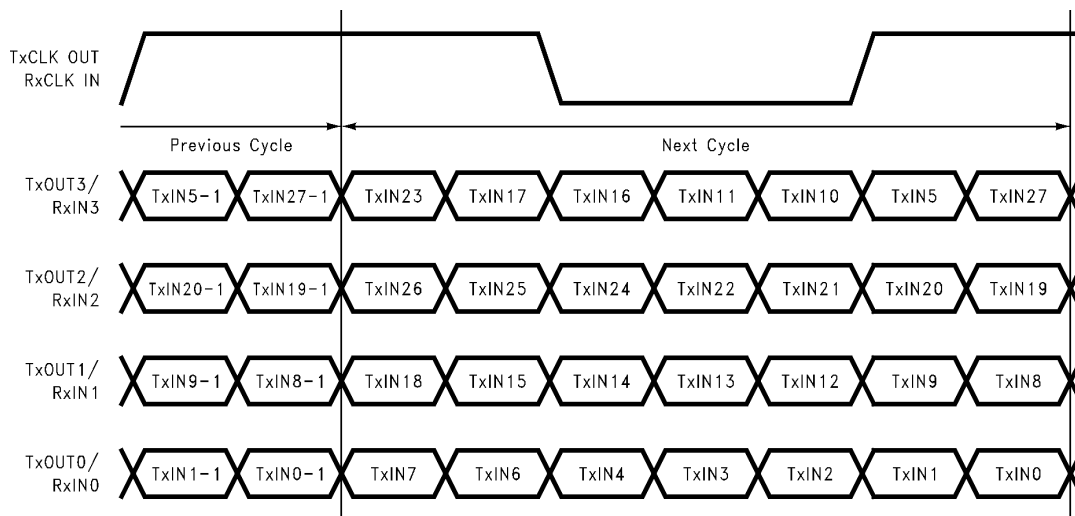 TxCLK OUT
RxCLK IN
Previous Cycle
Next Cycle
TxOUT3/
RxIN3
TxIN5-1 TxIN27-1 TxIN23 TxIN17 TxIN16 TxIN11 TxIN10 TxIN5 TxIN27
TxOUT2/
RxIN2
TxIN20-1 TxIN19-1 TxIN26 TxIN25 TxIN24 TxIN22 TxIN21 TxIN20 TxIN19
TxOUT1/
RxIN1
TxIN9-1 TxIN8-1 TxIN18 TxIN15 TxIN14 TxIN13 TxIN12 TxIN9 TxIN8
TxOUT0/
RxIN0
TxIN1-1 TxIN0-1 TxIN7 TxIN6 TxIN4 TxIN3 TxIN2 TxIN1 TxIN0